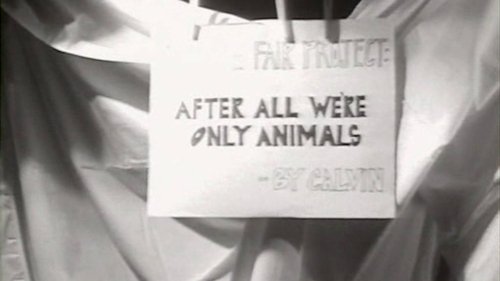 : FAIR PROJECT:
AFTER ALL WE'RE
ONLY ANIMALS
- BY CALVIN